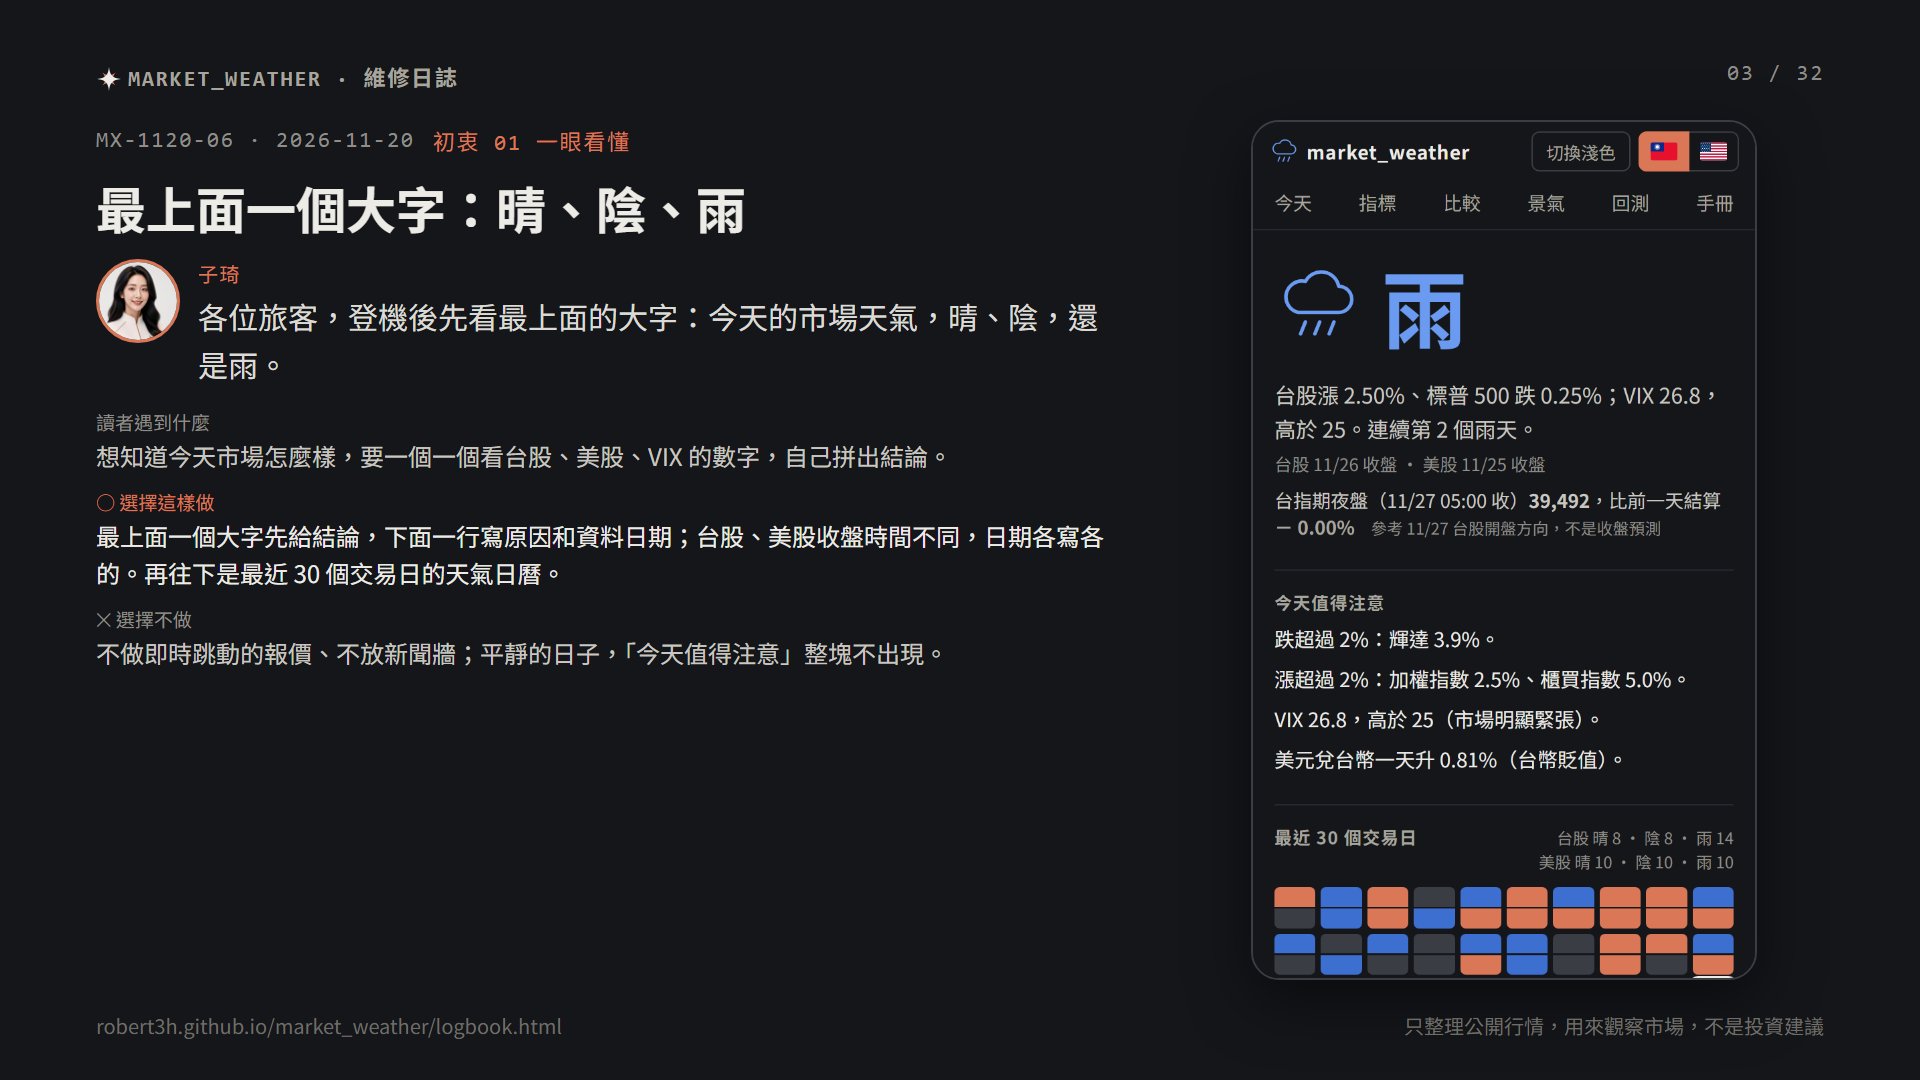 MARKET_WEATHER · 維修日誌
03 / 32
MX-1120-06 · 2026-11-20 初衷 01 一眼看懂
最上面一個大字：晴、陰、雨
子琦
各位旅客，登機後先看最上面的大字：今天的市場天氣，晴、陰，還
是雨。
讀者遇到什麼
想知道今天市場怎麼樣，要一個一個看台股、美股、VIX 的數字，自己拼出結論。
○ 選擇這樣做
最上面一個大字先給結論，下面一行寫原因和資料日期；台股、美股收盤時間不同，日期各寫各
的。再往下是最近 30 個交易日的天氣日曆。
× 選擇不做
不做即時跳動的報價、不放新聞牆；平靜的日子，「今天值得注意」整塊不出現。
market_weather
切換淺色
今天 指標 比較 景氣 回測 手冊
雨
台股漲 2.50%、標普 500 跌 0.25%；VIX 26.8，
高於 25。連續第 2 個雨天。
台股 11/26 收盤 · 美股 11/25 收盤
台指期夜盤（11/27 05:00 收）39,492，比前一天結算
— 0.00% 參考 11/27 台股開盤方向，不是收盤預測
今天值得注意
跌超過 2%：輝達 3.9%。
漲超過 2%：加權指數 2.5%、櫃買指數 5.0%。
VIX 26.8，高於 25（市場明顯緊張）。
美元兌台幣一天升 0.81%（台幣貶值）。
最近 30 個交易日
台股 晴 8 · 陰 8 · 雨 14
美股 晴 10 · 陰 10 · 雨 10
robert3h.github.io/market_weather/logbook.html
只整理公開行情，用來觀察市場，不是投資建議